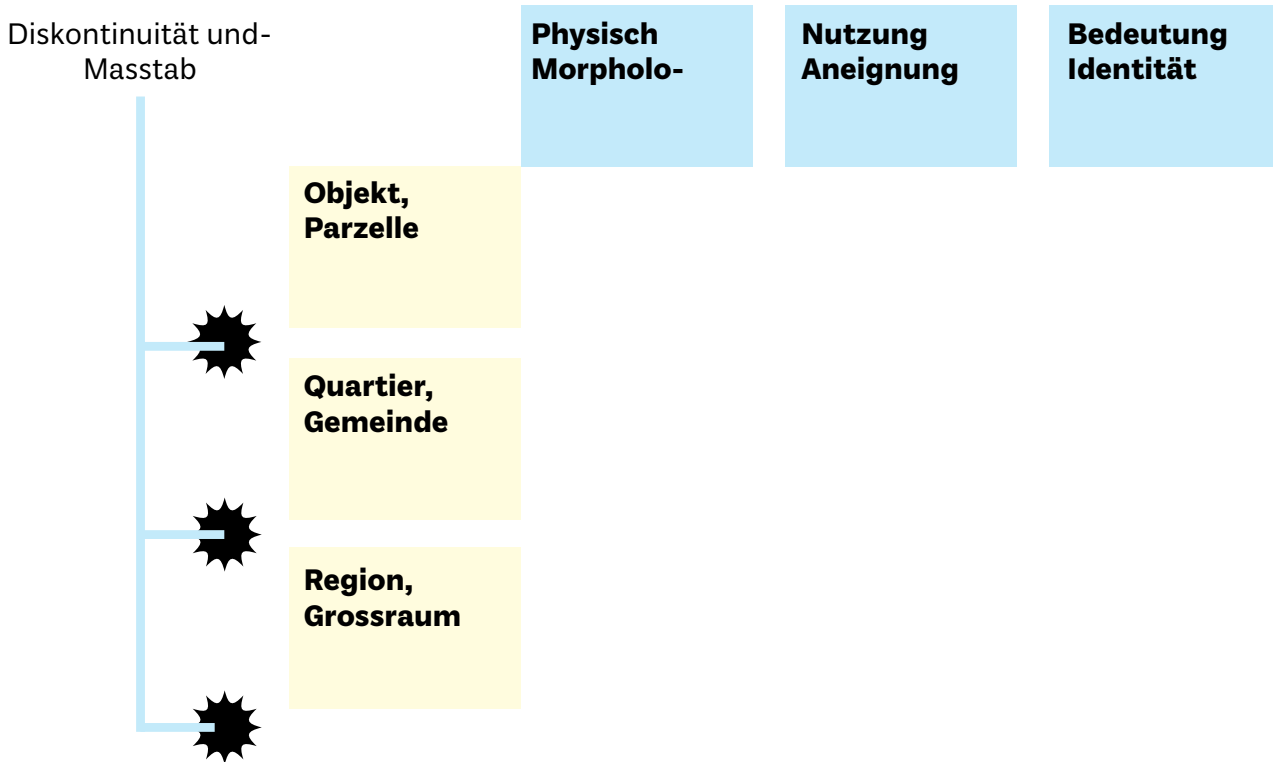 Diskontinuität und-
Masstab
Physisch
Morpholo-
Nutzung
Aneignung
Bedeutung
Identität
Objekt,
Parzelle
Quartier,
Gemeinde
Region,
Grossraum